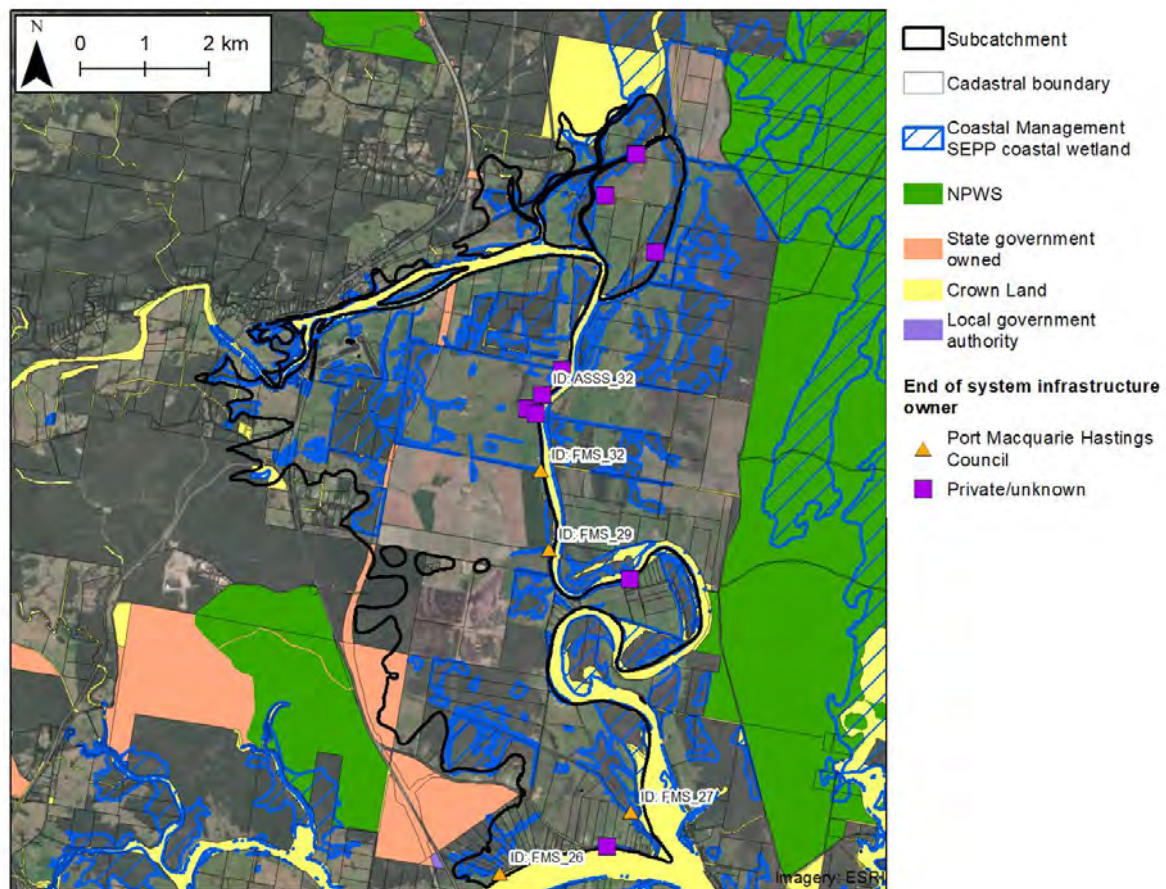 N
0 1 2 km
Subcatchment
Cadastral boundary
Coastal Management
SEPP coastal wetland
NPWS
State government
owned
Crown Land
Local government
authority
End of system infrastructure
owner
Port Macquarie Hastings
Council
Private/unknown
ID: ASSS_32
ID: FMS_32
ID: FMS_29
ID: FMS_27
ID: FMS_26
Imagery: ESRI